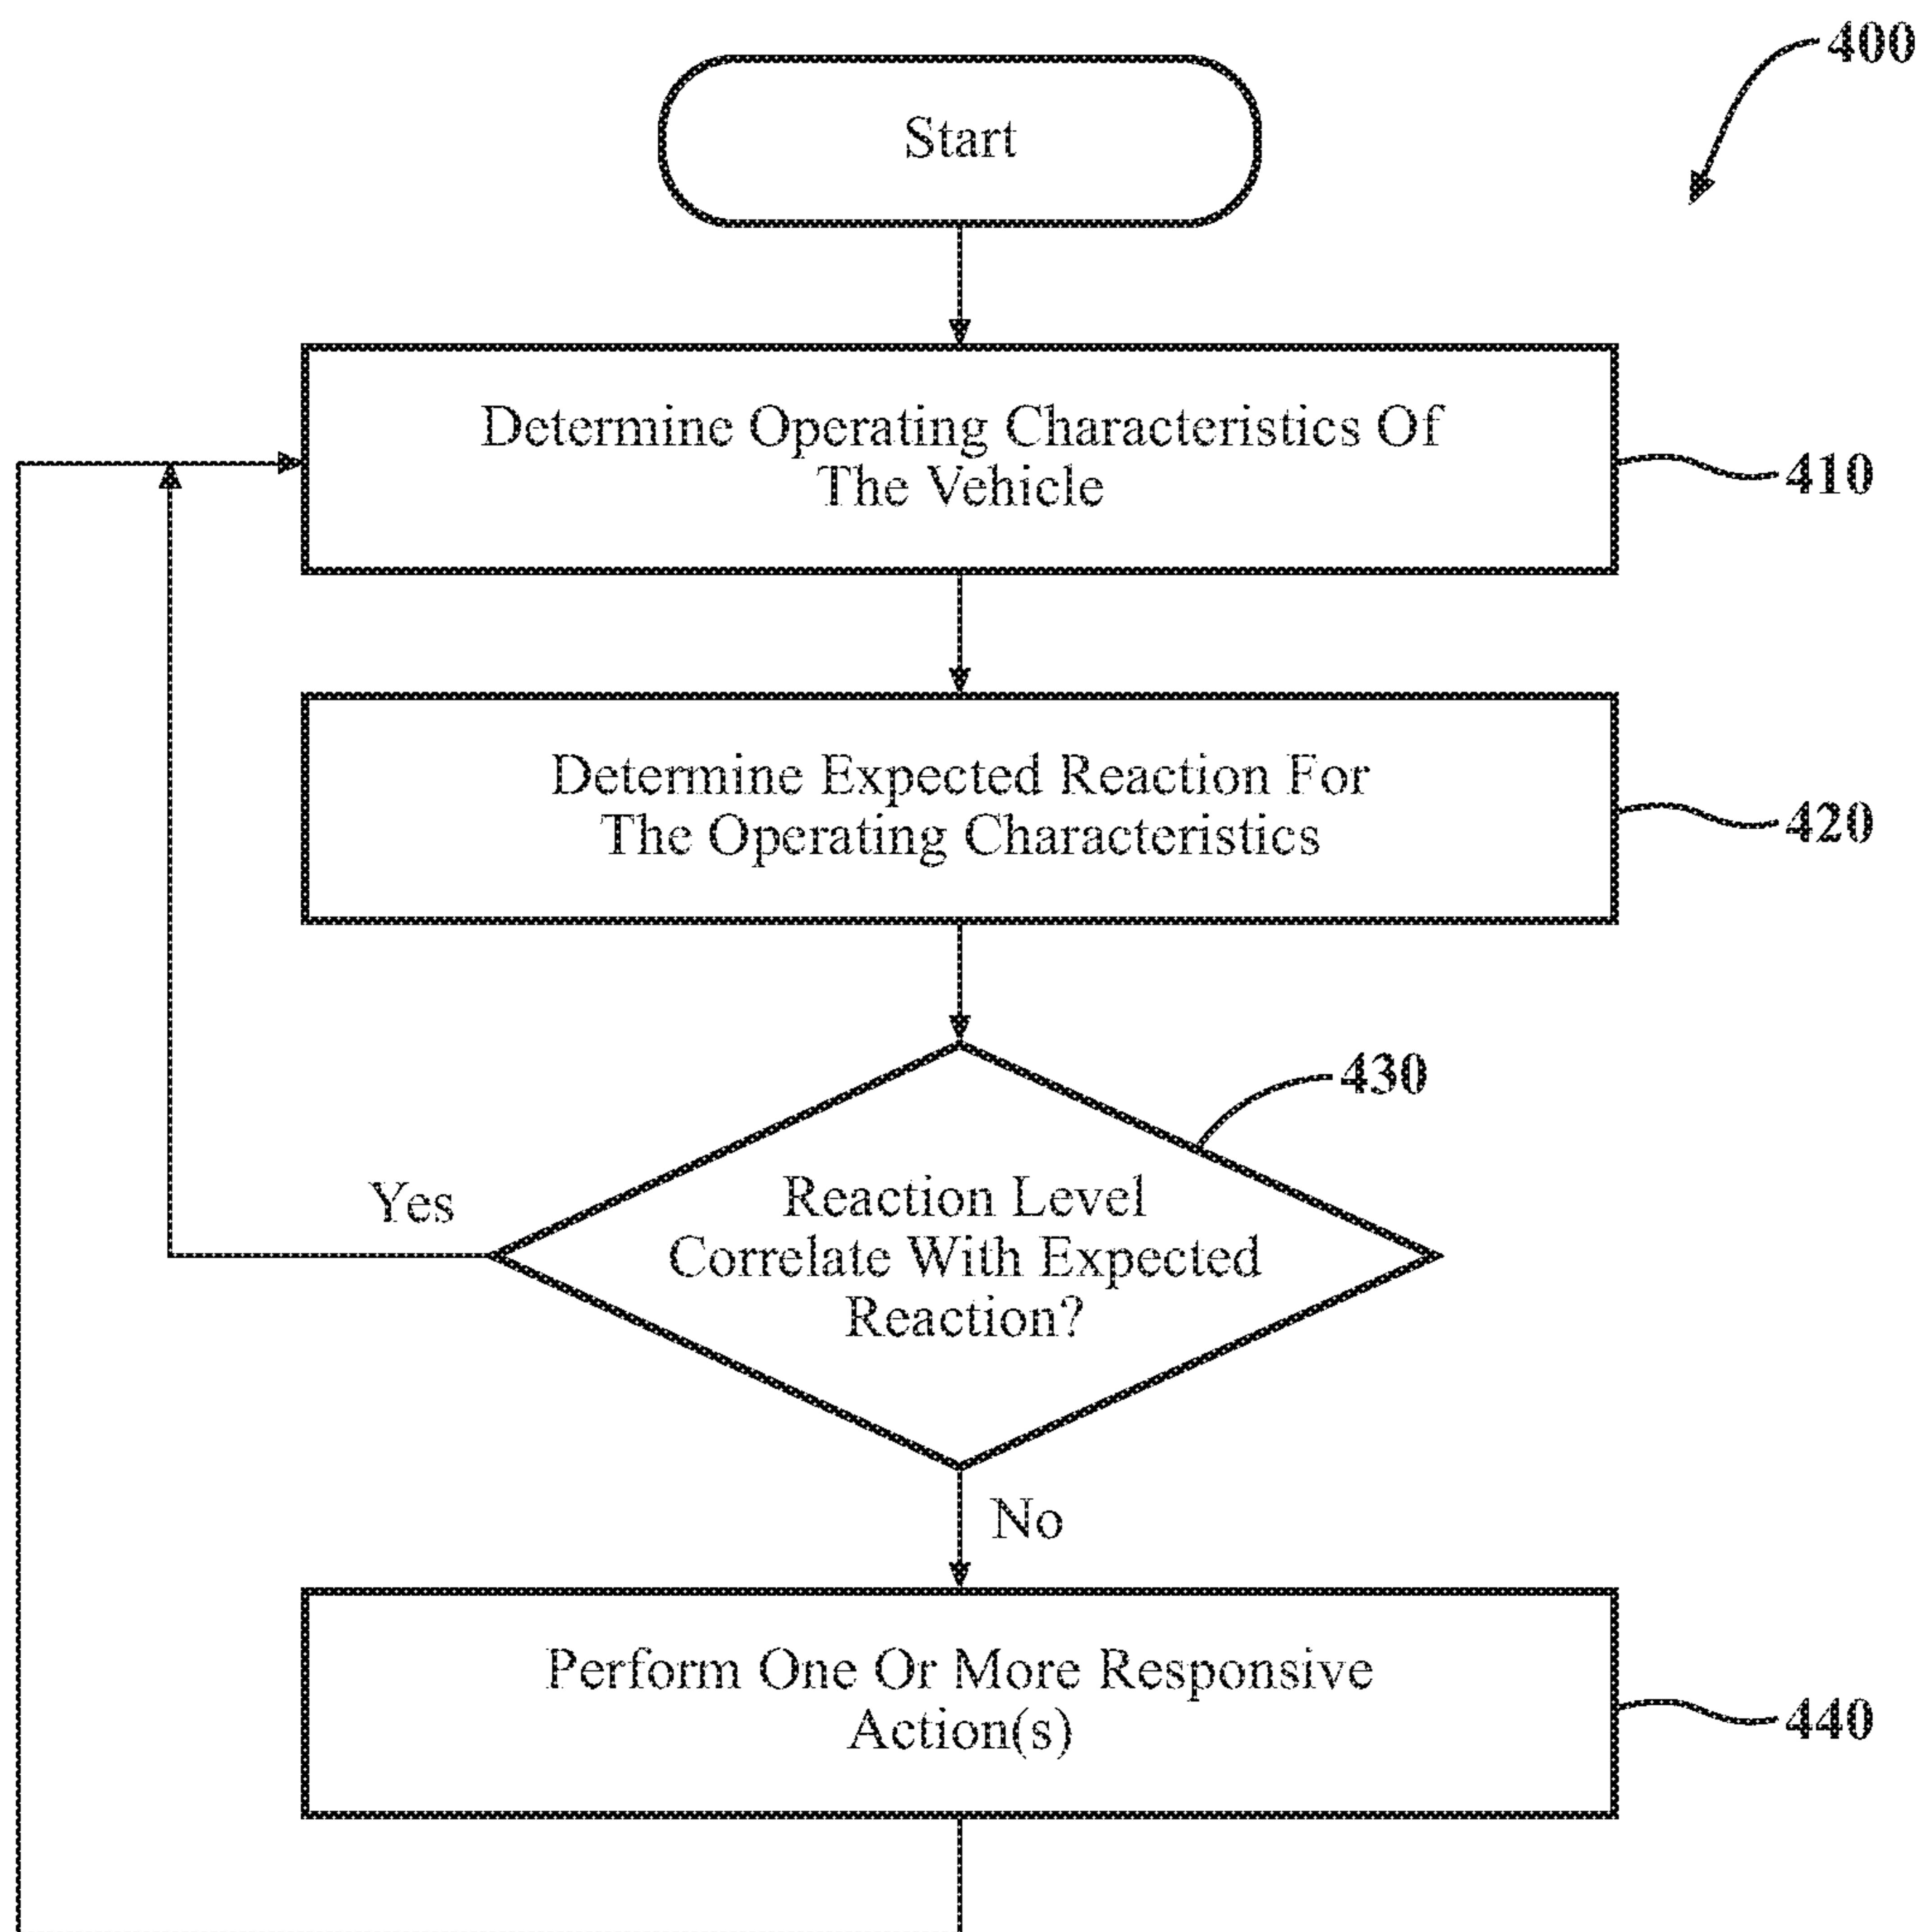 400
Start
Determine Operating Characteristics Of
The Vehicle
410
Determine Expected Reaction For
The Operating Characteristics
420
430
Reaction Level
Correlate With Expected
Reaction?
Yes
No
Perform One Or More Responsive
Action(s)
440